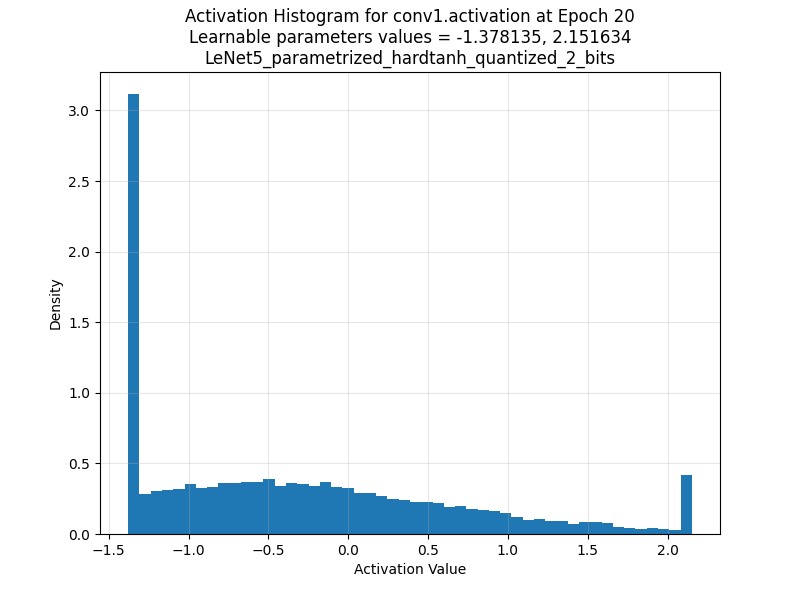 Activation Histogram for conv1.activation at Epoch 20
Learnable parameters values = -1.378135, 2.151634
LeNet5_parametrized_hardtanh_quantized_2_bits
3.0
2.5
2.0
1.5
1.0
0.5
0.0
Density
−1.5 −1.0 −0.5 0.0 0.5 1.0 1.5 2.0
Activation Value